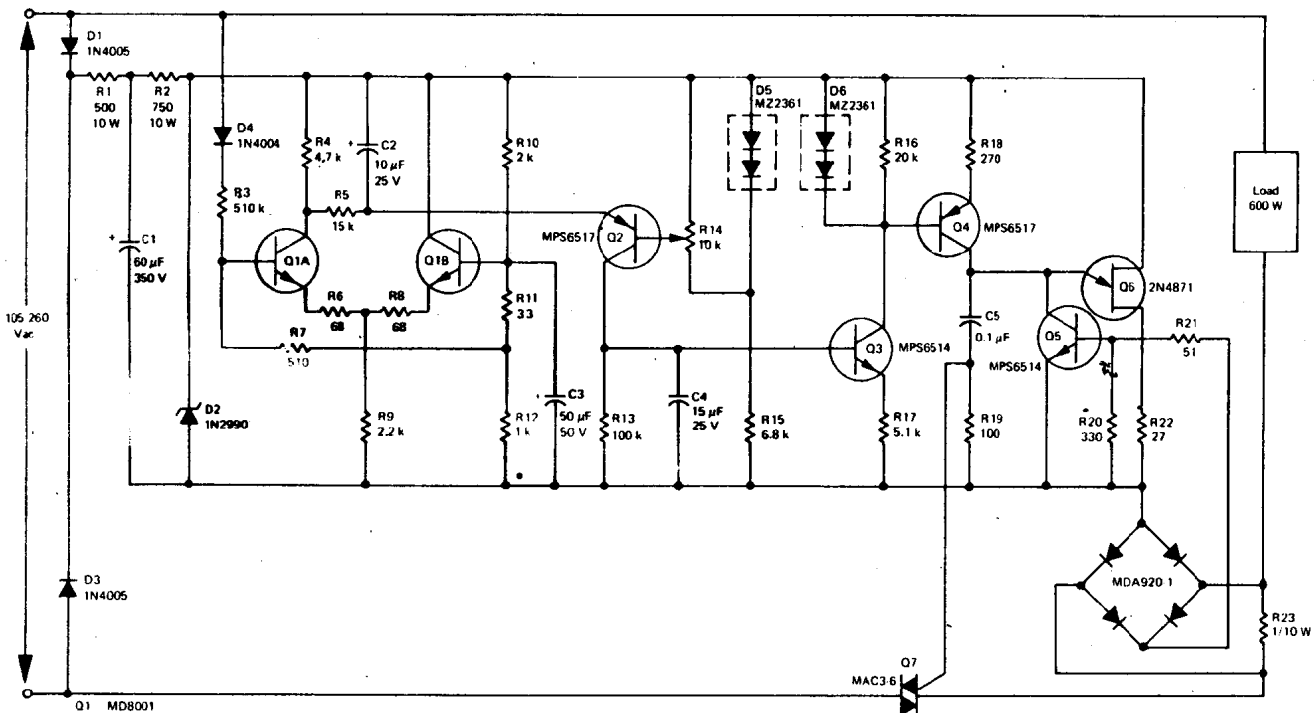 D1
1N4005
R1
500
10 W
R2
750
10 W
D4
1N4004
R3
510 k
R4
4.7 k
R5
15 k
C2
10 µF
25 V
+
R10
2 k
D5
MZ2361
D6
MZ2361
R16
20 k
R18
270
Load
600 W
+
C1
60 µF
350 V
Q1A
Q1B
MPS6517
Q2
R14
10 k
Q4
MPS6517
Q6
2N4871
R6
68
R8
68
R11
33
R7
510
C5
0.1 µF
Q5
MPS6514
R21
51
105 260
Vac
Q3
MPS6514
D2
1N2990
R9
2.2 k
R12
1 k
+
C3
50 µF
50 V
R13
100 k
C4
15 µF
25 V
R15
6.8 k
R17
5.1 k
R19
100
R20
330
R22
27
D3
1N4005
MDA920-1
R23
1/10 W
Q7
MAC3-6
Q1 MD8001